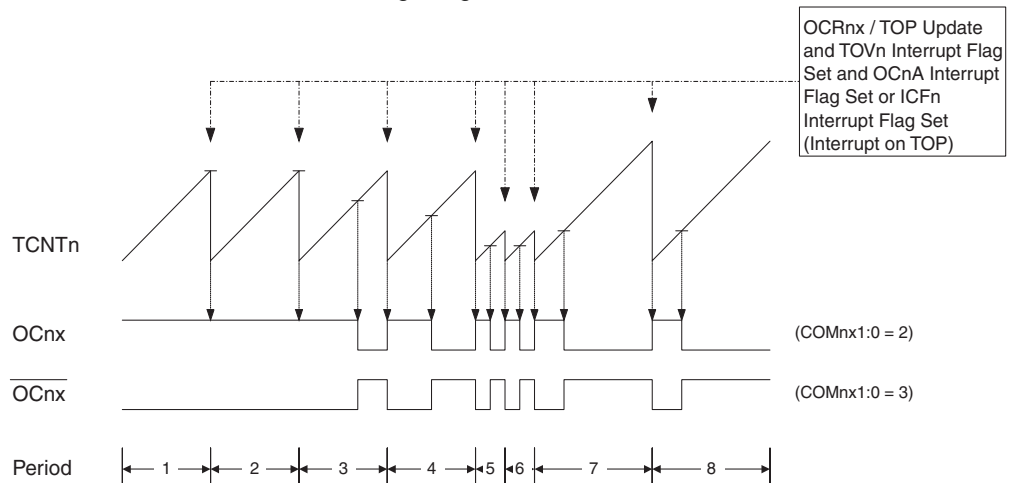 OCRnx / TOP Update
and TOVn Interrupt Flag
Set and OCnA Interrupt
Flag Set or ICFn
Interrupt Flag Set
(Interrupt on TOP)
TCNTn
OCnx
(COMnx1:0 = 2)
OCnx
(COMnx1:0 = 3)
Period
1 2 3 4 5 6 7 8